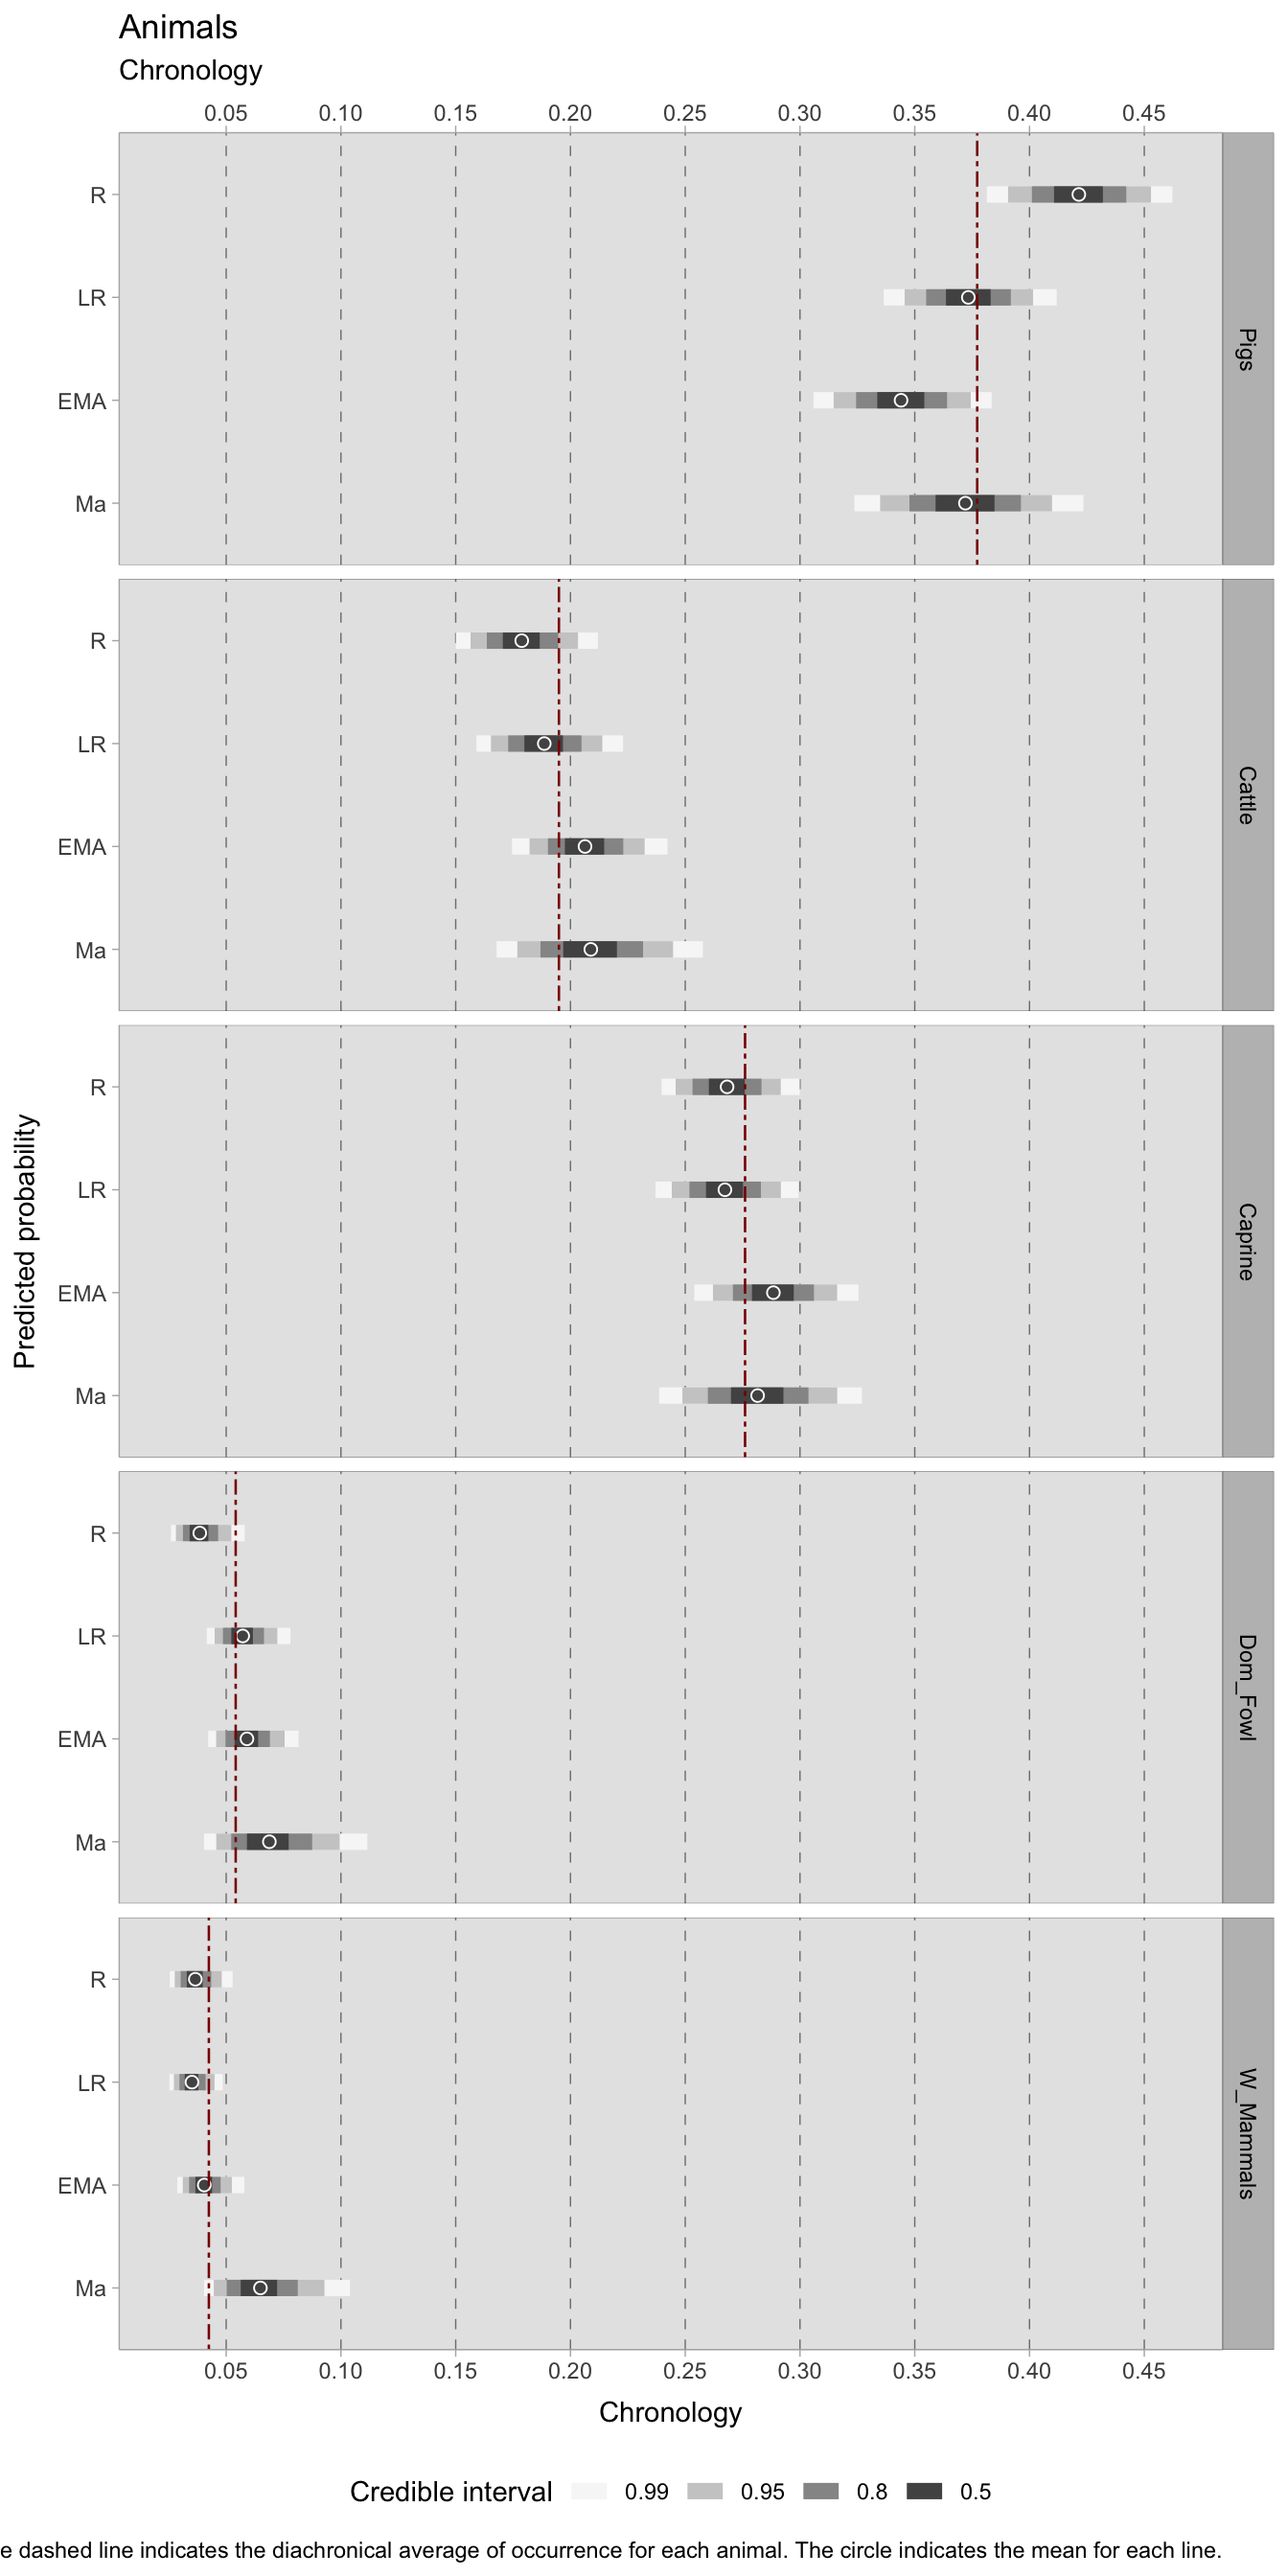 Animals
Chronology
0.05 0.10 0.15 0.20 0.25 0.30 0.35 0.40 0.45
R
LR
EMA
Ma
Pigs
R
LR
EMA
Ma
Cattle
R
LR
EMA
Ma
Caprine
R
LR
EMA
Ma
Dom_Fowl
R
LR
EMA
Ma
W_Mammals
Predicted probability
0.05 0.10 0.15 0.20 0.25 0.30 0.35 0.40 0.45
Chronology
Credible interval 0.99 0.95 0.8 0.5
e dashed line indicates the diachronical average of occurrence for each animal. The circle indicates the mean for each line.